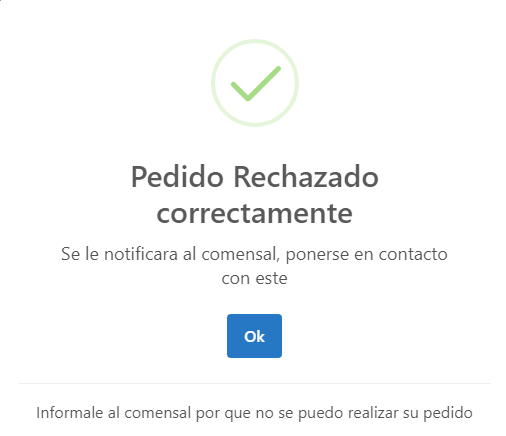 Pedido Rechazado
correctamente
Se le notificara al comensal, ponerse en contacto
con este
Ok
Informale al comensal por que no se puedo realizar su pedido